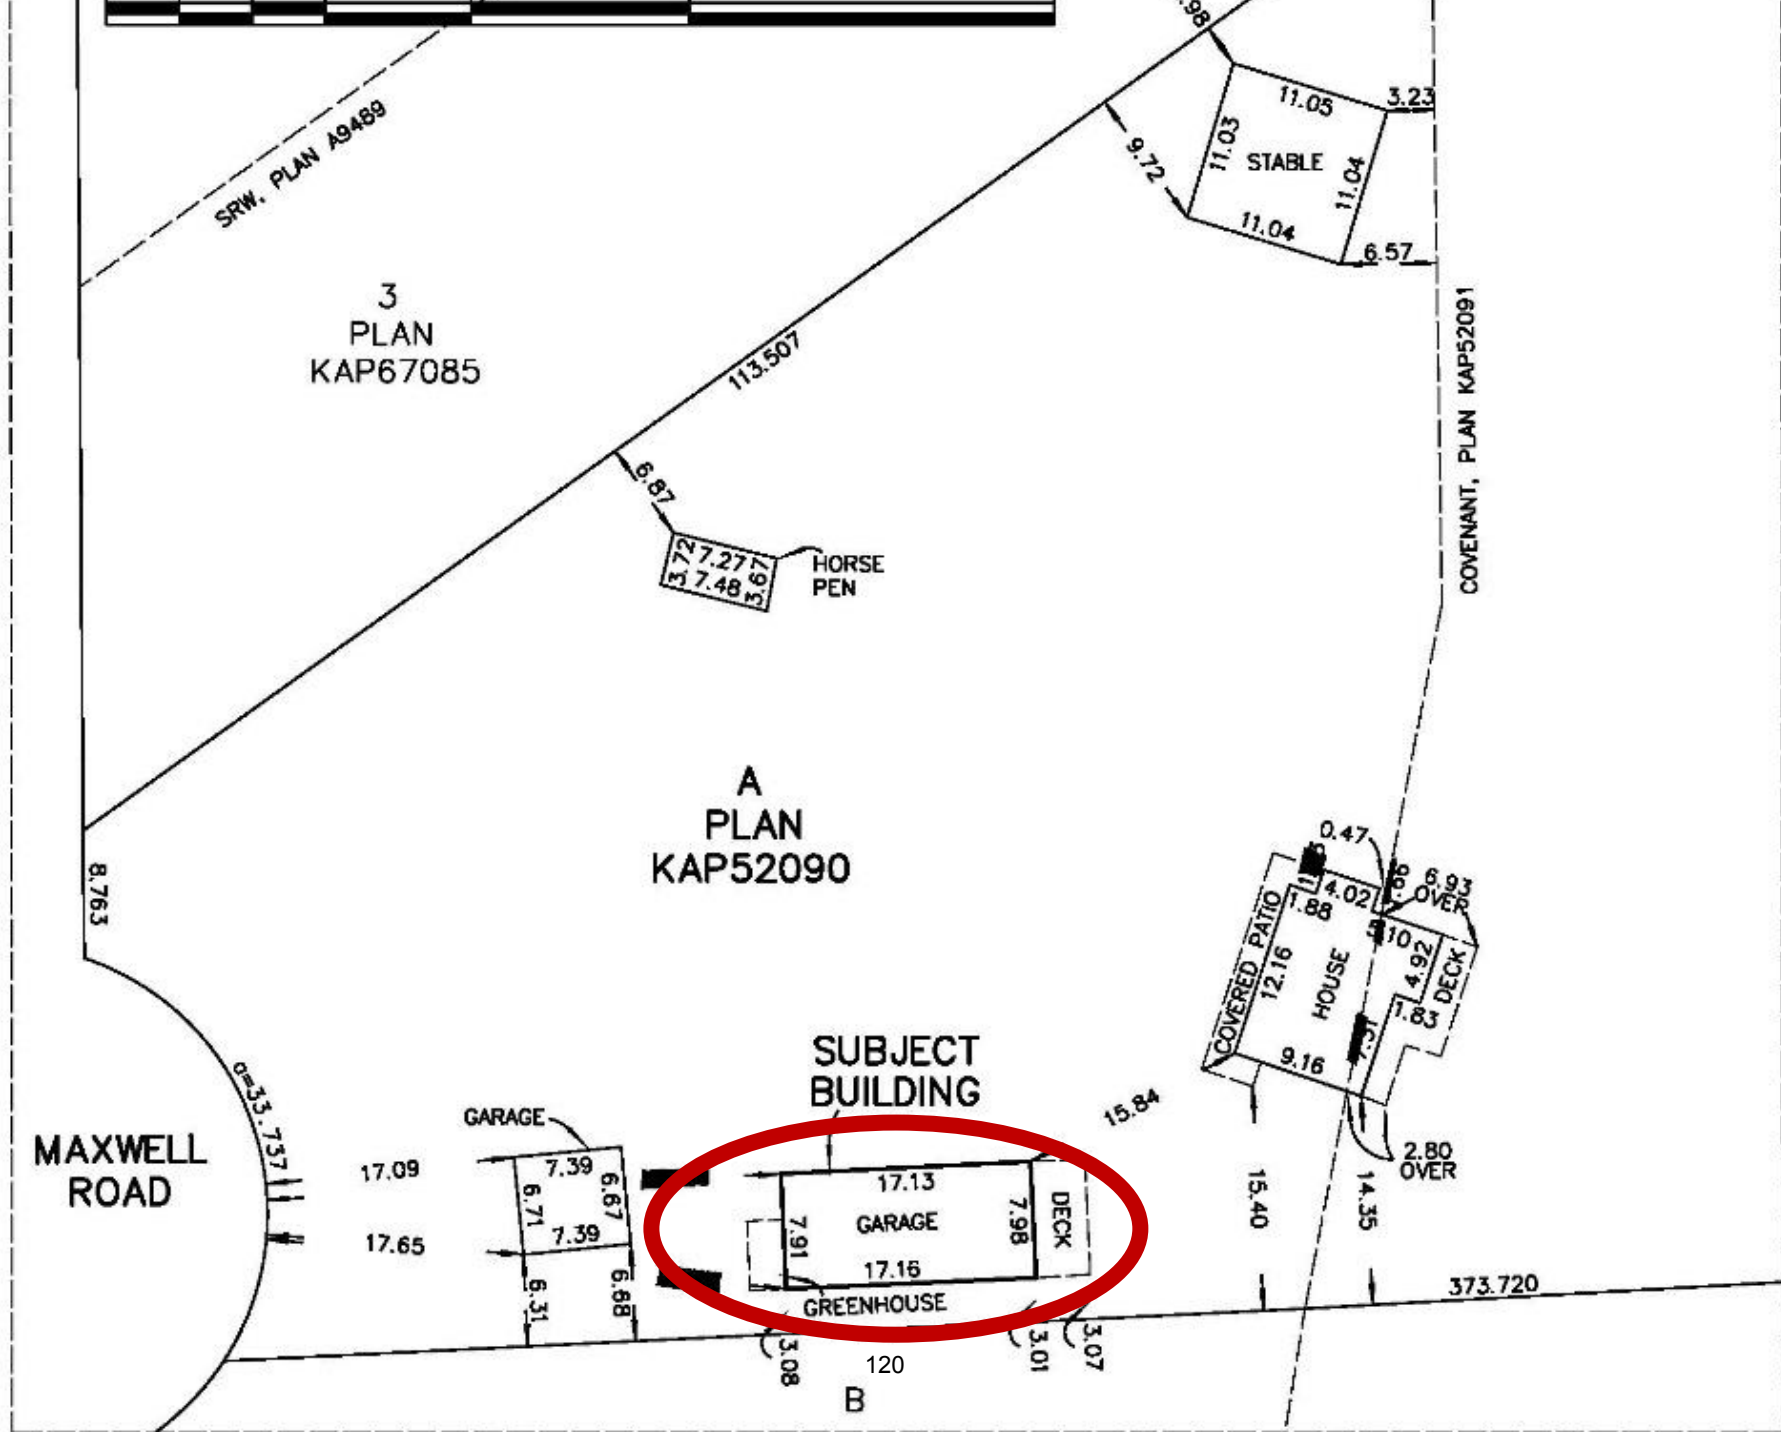 .98
11.05
3.23
11.03
STABLE
11.04
9.72
11.04
6.57
SRW, PLAN A9489
3
PLAN
KAP67085
113.507
COVENANT, PLAN KAP52091
6.87
3.72
7.27
7.48
3.67
HORSE
PEN
A
PLAN
KAP52090
8.763
0.47
4.02
1.88
6.93
OVER
10
4.92
COVERED PATIO
12.16
HOUSE
DECK
1.83
9.16
2.80
OVER
SUBJECT
BUILDING
15.84
a=33.737
MAXWELL
ROAD
GARAGE
17.09
7.39
6.71
6.67
17.65
7.39
6.31
6.68
17.13
7.91
GARAGE
7.98
DECK
17.16
GREENHOUSE
15.40
14.35
373.720
3.08
3.01
3.07
120
B